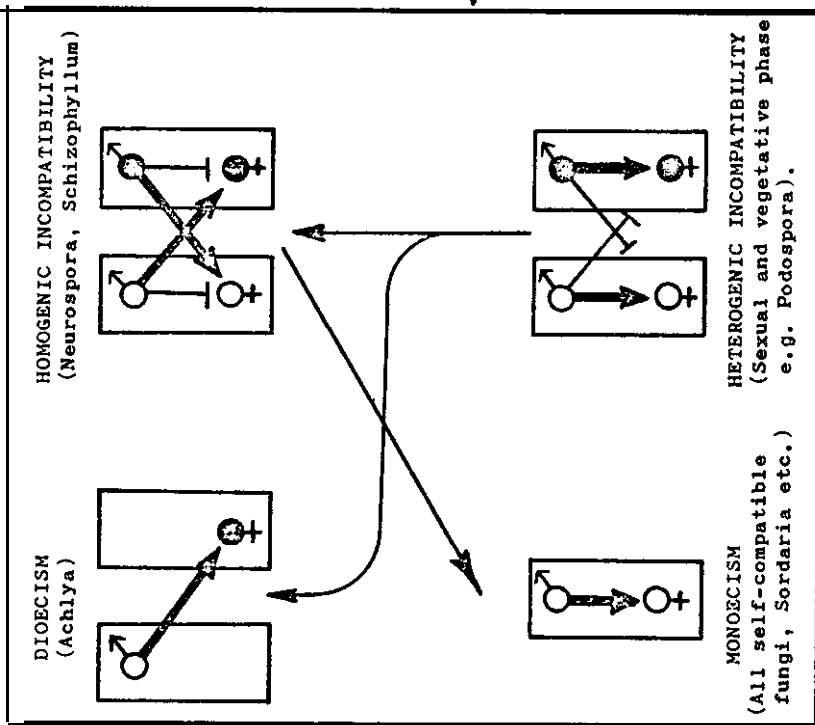 HOMOGENIC INCOMPATIBILITY
(Neurospora, Schizophyllum)
DIOECISM
(Achlya)
HETEROGENIC INCOMPATIBILITY
(Sexual and vegetative phase
e.g. Podospora).
MONOECISM
(All self-compatible
fungi, Sordaria etc.)